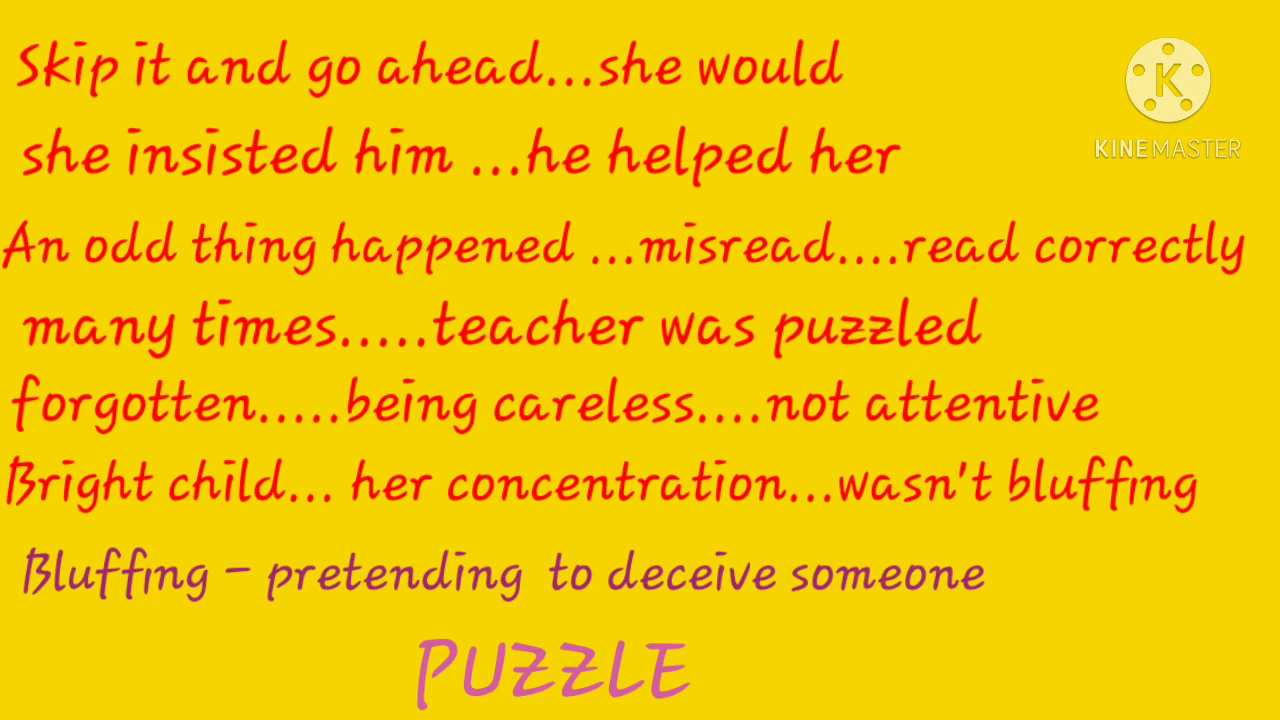 Skip it and go ahead...she would
she insisted him ...he helped her
An odd thing happened ...misread....read correctly
many times.....teacher was puzzled
forgotten.....being careless....not attentive
Bright child... her concentration...wasn't bluffing
Bluffing - pretending to deceive someone
PUZZLE
K
KINEMASTER